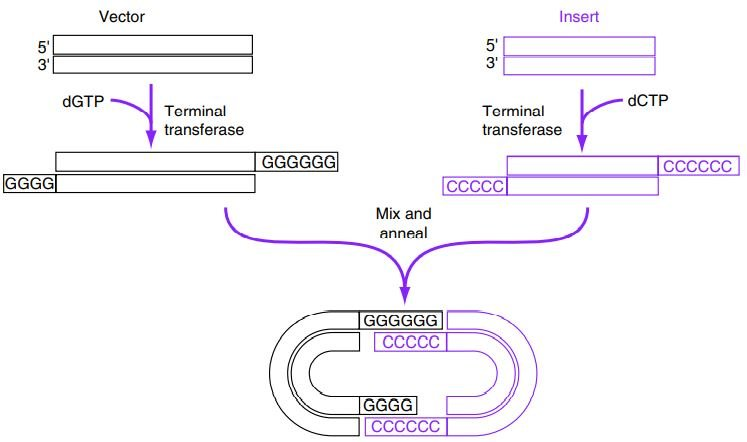 Vector
Insert
5'
3'
5'
3'
dGTP
Terminal
transferase
Terminal
transferase
dCTP
GGGGGG
GGGG
CCCCCC
CCCCC
Mix and
anneal
GGGGGG
CCCCC
GGGG
CCCCCC